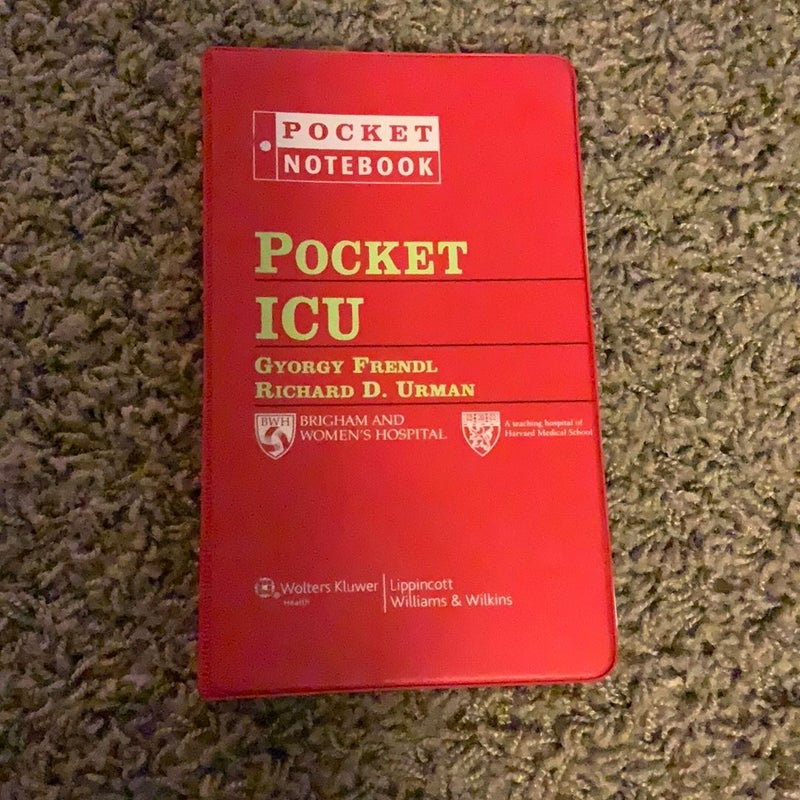 POCKET
NOTEBOOK
POCKET
ICU
GYORGY FRENDL
RICHARD D. URMAN
BWH
BRIGHAM AND
WOMEN'S HOSPITAL
A teaching hospital of
Harvard Medical School
Wolters Kluwer
Health
Lippincott
Williams & Wilkins